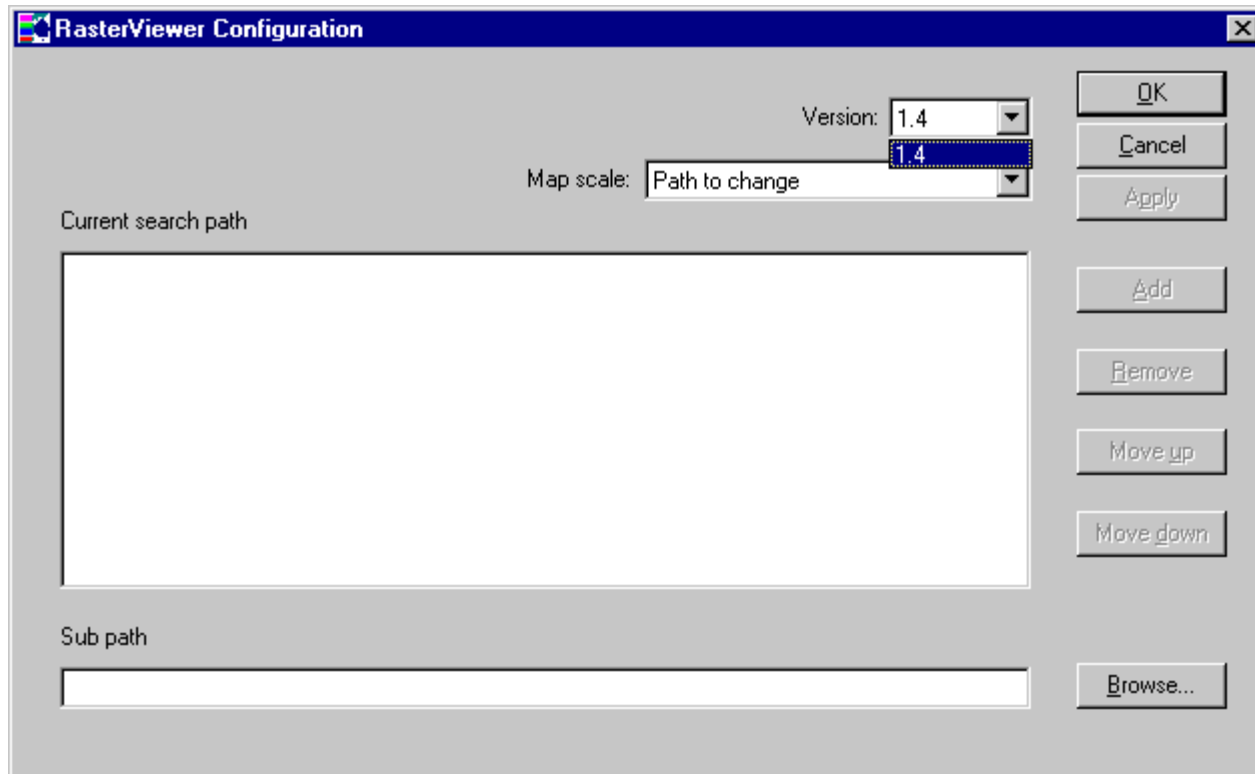 RasterViewer Configuration
Version: 1.4
1.4
Map scale: Path to change
Current search path
OK
Cancel
Apply
Add
Remove
Move up
Move down
Sub path
Browse...